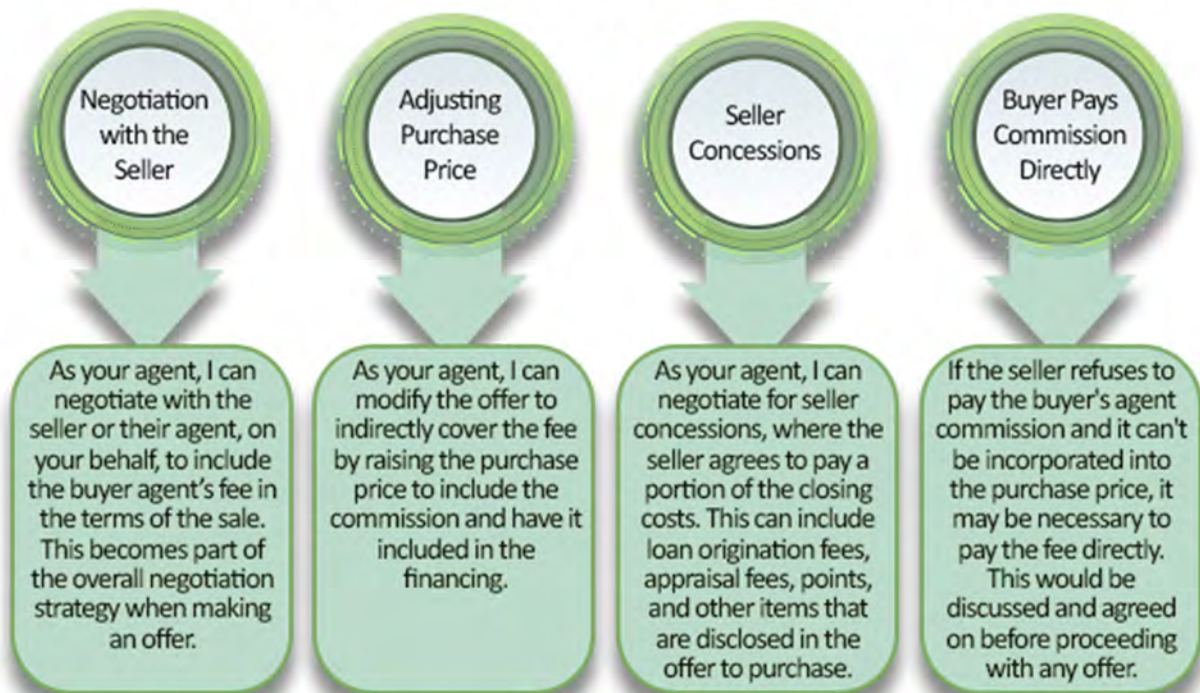 Negotiation
with the
Seller
As your agent, I can
negotiate with the
seller or their agent, on
your behalf, to include
the buyer agent's fee in
the terms of the sale.
This becomes part of
the overall negotiation
strategy when making
an offer.
Adjusting
Purchase
Price
As your agent, I can
modify the offer to
indirectly cover the fee
by raising the purchase
price to include the
commission and have it
included in the
financing.
Seller
Concessions
As your agent, I can
negotiate for seller
concessions, where the
seller agrees to pay a
portion of the closing
costs. This can include
loan origination fees,
appraisal fees, points,
and other items that
are disclosed in the
offer to purchase.
Buyer Pays
Commission
Directly
If the seller refuses to
pay the buyer's agent
commission and it can't
be incorporated into
the purchase price, it
may be necessary to
pay the fee directly.
This would be
discussed and agreed
on before proceeding
with any offer.